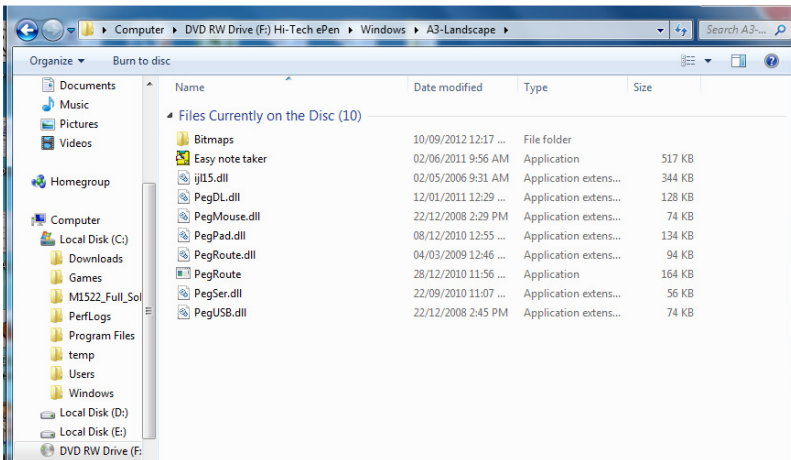 Computer DVD RW Drive (F:) Hi-Tech ePen Windows A3-Landscape Search A3-...
Organize Burn to disc
Documents
Music
Pictures
Videos
Homegroup
Computer
Local Disk (C:)
Downloads
Games
M1522_Full_Sol
PerfLogs
Program Files
temp
Users
Windows
Local Disk (D:)
Local Disk (E:)
DVD RW Drive (F:
Name Date modified Type Size
Files Currently on the Disc (10)
Bitmaps 10/09/2012 12:17 ... File folder
Easy note taker 02/06/2011 9:56 AM Application 517 KB
ijl15.dll 02/05/2006 9:31 AM Application extens... 344 KB
PegDL.dll 12/01/2011 12:29 ... Application extens... 128 KB
PegMouse.dll 22/12/2008 2:29 PM Application extens... 74 KB
PegPad.dll 08/12/2010 12:55 ... Application extens... 134 KB
PegRoute.dll 04/03/2009 12:46 ... Application extens... 94 KB
PegRoute 28/12/2010 11:56 ... Application 164 KB
PegSer.dll 22/09/2010 11:07 ... Application extens... 56 KB
PegUSB.dll 22/12/2008 2:45 PM Application extens... 74 KB